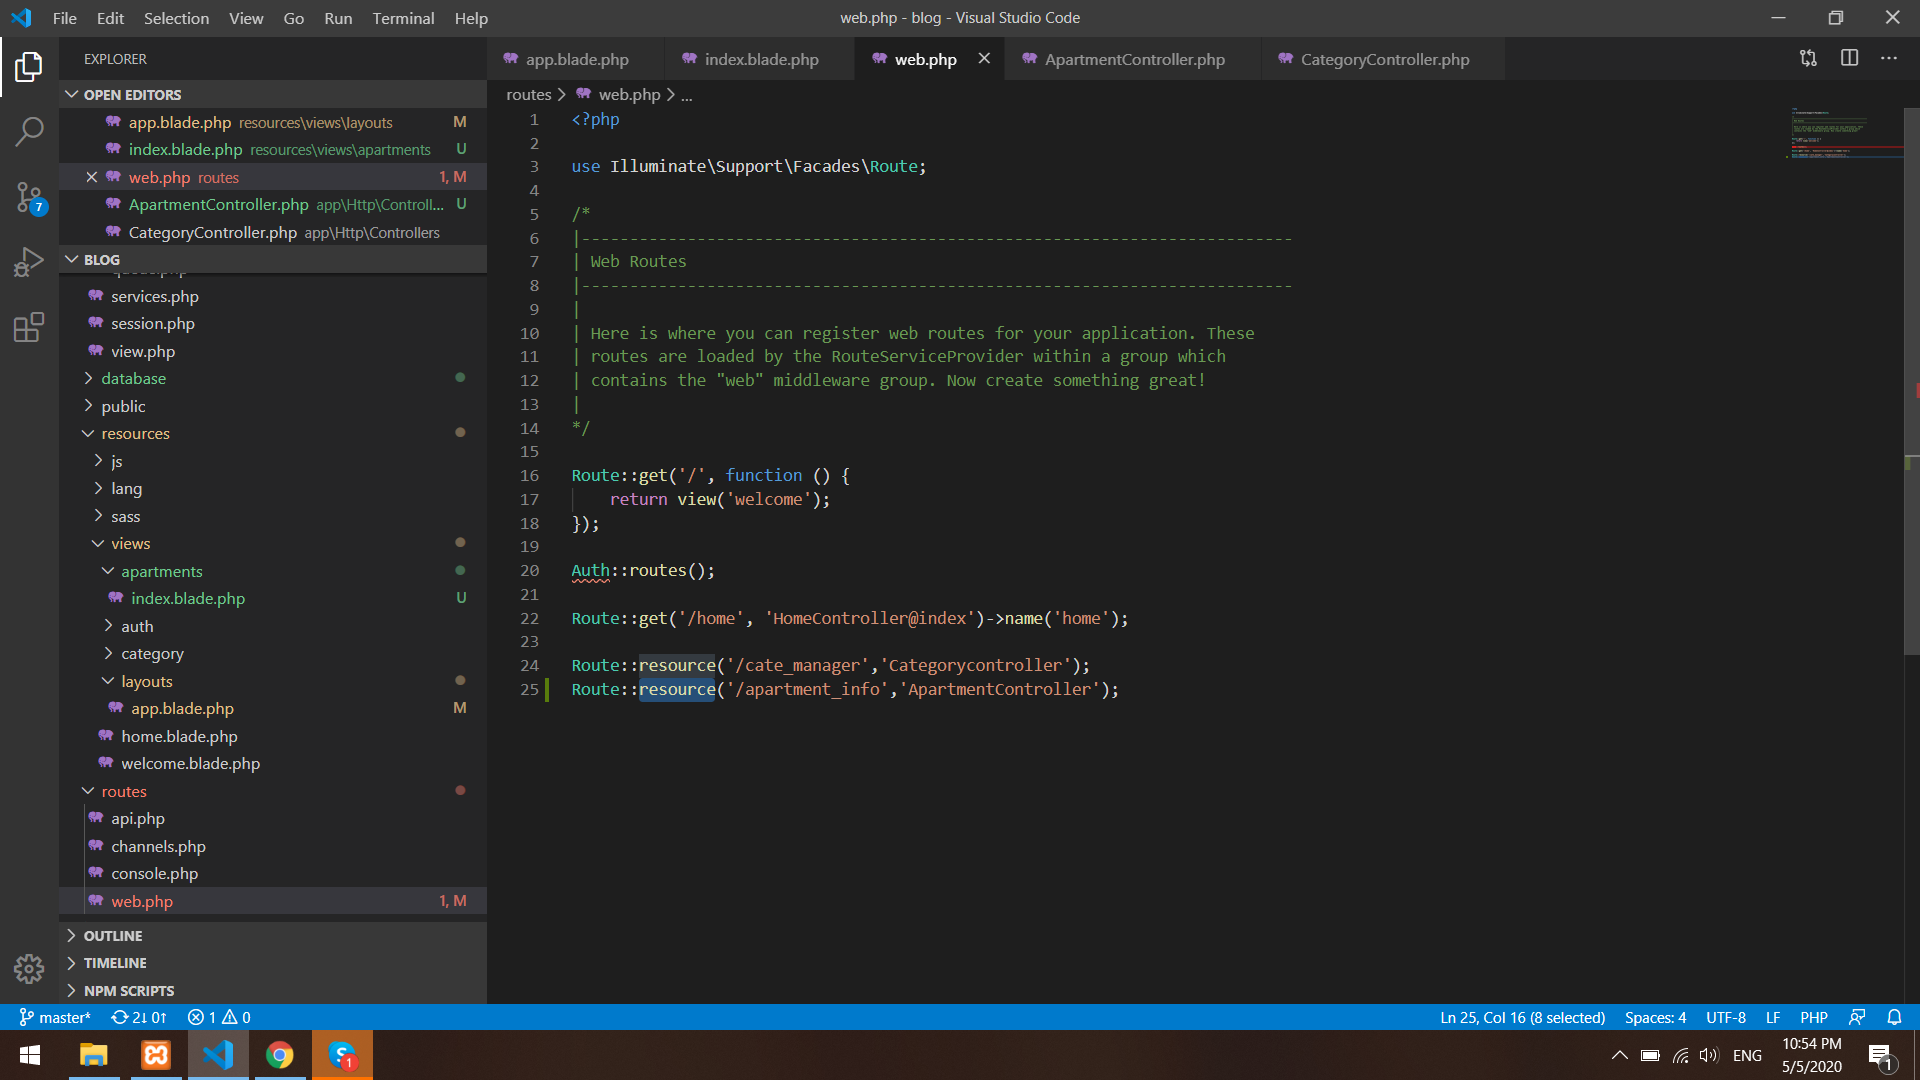 File Edit Selection View Go Run Terminal Help
web.php - blog - Visual Studio Code
EXPLORER
OPEN EDITORS
app.blade.php resources\views\layouts M
index.blade.php resources\views\apartments U
web.php routes 1, M
ApartmentController.php app\Http\Controll... U
CategoryController.php app\Http\Controllers
BLOG
services.php
session.php
view.php
database
public
resources
js
lang
sass
views
apartments
index.blade.php U
auth
category
layouts
app.blade.php M
home.blade.php
welcome.blade.php
routes
api.php
channels.php
console.php
web.php 1, M
OUTLINE
TIMELINE
NPM SCRIPTS
7
app.blade.php index.blade.php web.php ApartmentController.php CategoryController.php
routes > web.php > ...
1 <?php
2
3 use Illuminate\Support\Facades\Route;
4
5 /*
6 |--------------------------------------------------------------------------
7 | Web Routes
8 |--------------------------------------------------------------------------
9 |
10 | Here is where you can register web routes for your application. These
11 | routes are loaded by the RouteServiceProvider within a group which
12 | contains the "web" middleware group. Now create something great!
13 |
14 */
15
16 Route::get('/', function () {
17 return view('welcome');
18 });
19
20 Auth::routes();
21
22 Route::get('/home', 'HomeController@index')->name('home');
23
24 Route::resource('/cate_manager','Categorycontroller');
25 Route::resource('/apartment_info','ApartmentController');
master* 2↓ 0↑ 1 0
Ln 25, Col 16 (8 selected) Spaces: 4 UTF-8 LF PHP
1
ENG
10:54 PM
5/5/2020
1